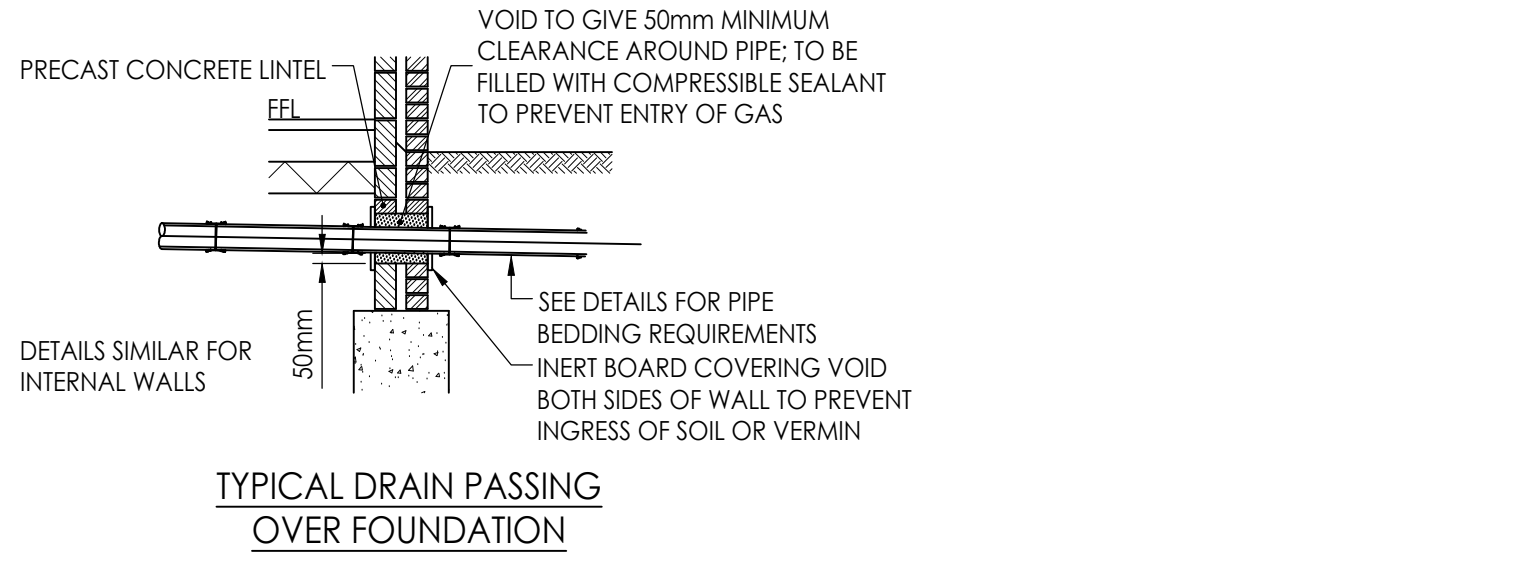 VOID TO GIVE 50mm MINIMUM
CLEARANCE AROUND PIPE; TO BE
FILLED WITH COMPRESSIBLE SEALANT
TO PREVENT ENTRY OF GAS
PRECAST CONCRETE LINTEL
FFL
50mm
SEE DETAILS FOR PIPE
BEDDING REQUIREMENTS
INERT BOARD COVERING VOID
BOTH SIDES OF WALL TO PREVENT
INGRESS OF SOIL OR VERMIN
DETAILS SIMILAR FOR
INTERNAL WALLS
TYPICAL DRAIN PASSING
OVER FOUNDATION